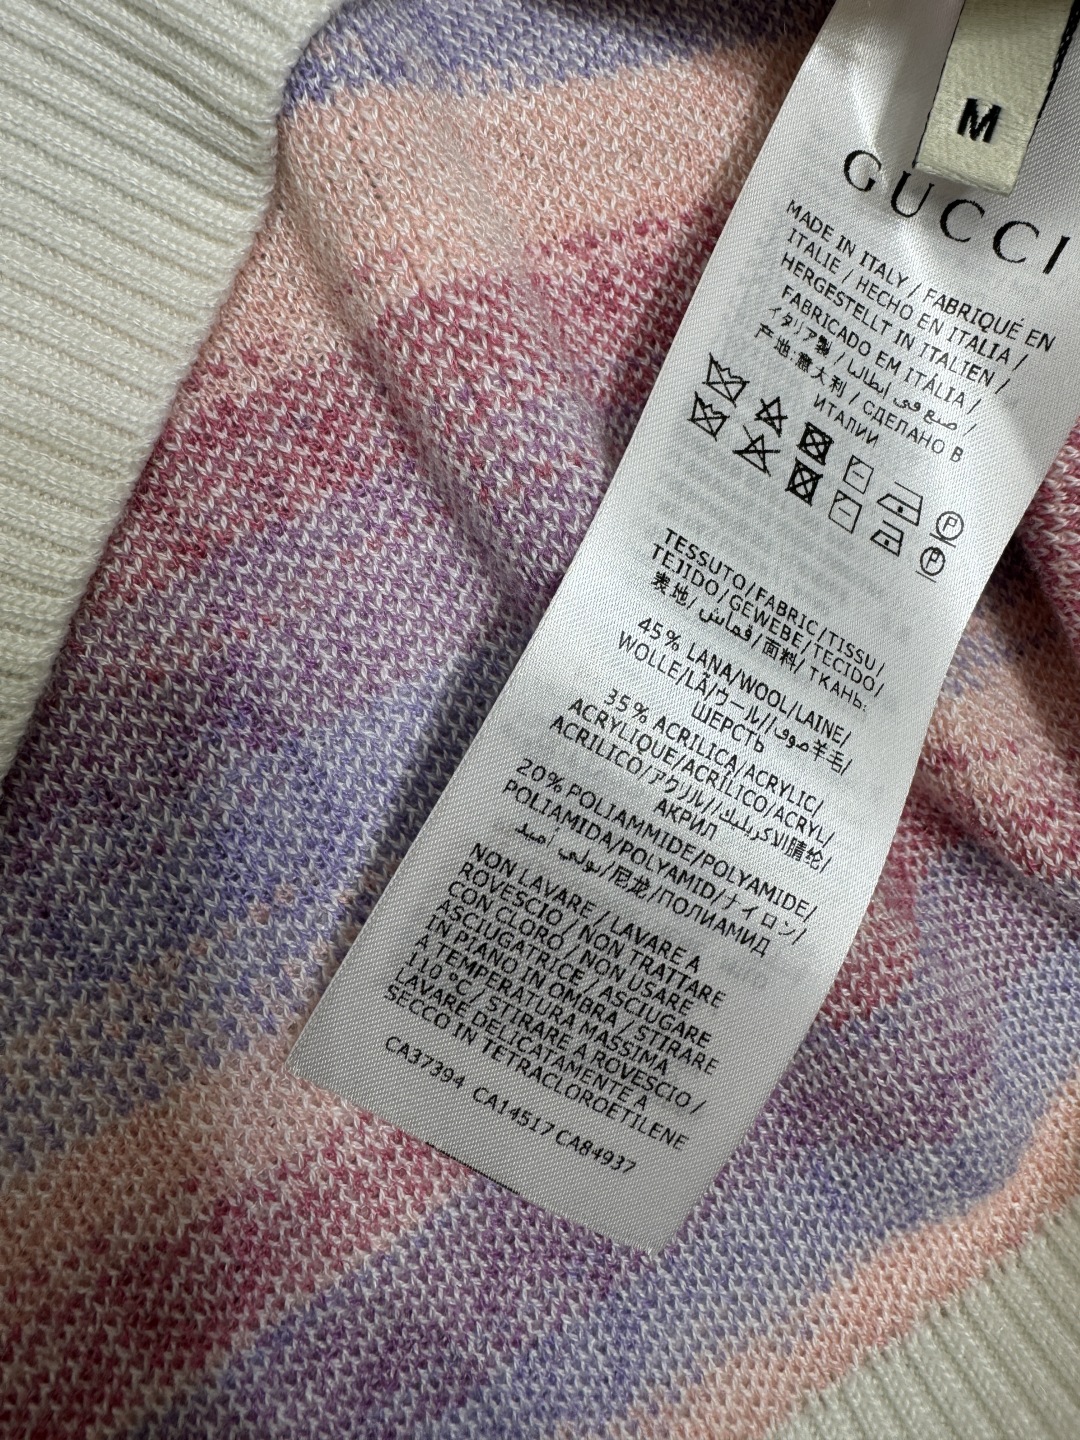 M
GUCCI
MADE IN ITALY / FABRIQUÉ EN
ITALIE / HECHO EN ITALIA /
HERGESTELLT IN ITALIEN /
FABRICADO EM ITÁLIA /
イタリア製 / صنع في ايطاليا /
产地:意大利 / СДЕЛАНО В
ИТАЛИИ
P
P
TESSUTO/FABRIC/TISSU/
TEJIDO/GEWEBE/TECIDO/
表地/قماش/面料/ТКАНЬ:
45% LANA/WOOL/LAINE/
WOLLE/LÃ/ウール/صوف/羊毛/
ШЕРСТЬ
35% ACRILICA/ACRYLIC/
ACRYLIQUE/ACRÍLICO/ACRYL/
ACRILICO/アクリル/الاكريليك/腈纶/
АКРИЛ
20% POLIAMMIDE/POLYAMIDE/
POLIAMIDA/POLYAMID/ナイロン/
بولي أميد/尼龙/ПОЛИАМИД
NON LAVARE / LAVARE A
ROVESCIO / NON TRATTARE
CON CLORO / NON USARE
ASCIUGATRICE / ASCIUGARE
IN PIANO IN OMBRA / STIRARE
A TEMPERATURA MASSIMA
110 °C / STIRARE A ROVESCIO /
LAVARE DELICATAMENTE A
SECCO IN TETRACLOROETILENE
CA37394 CA14517 CA84937